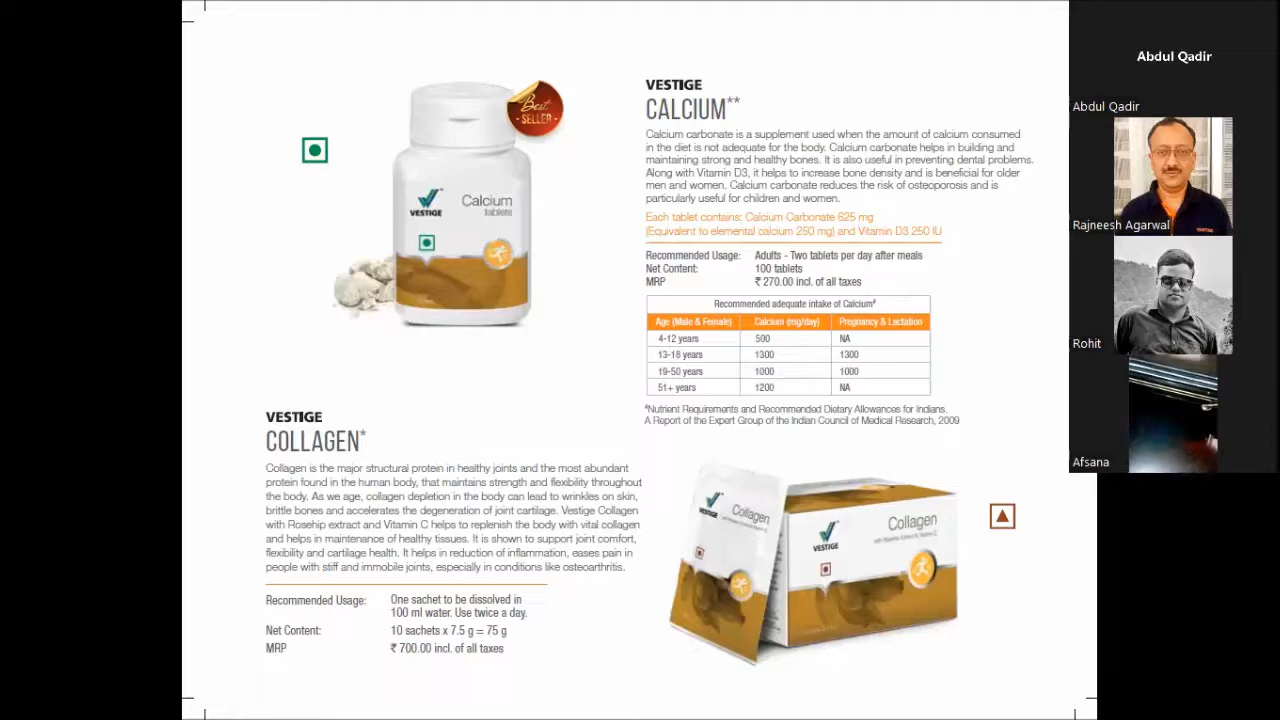 Best
- SELLER -
VESTIGE
Calcium
tablets
VESTIGE
CALCIUM**
Calcium carbonate is a supplement used when the amount of calcium consumed
in the diet is not adequate for the body. Calcium carbonate helps in building and
maintaining strong and healthy bones. It is also useful in preventing dental problems.
Along with Vitamin D3, it helps to increase bone density and is beneficial for older
men and women. Calcium carbonate reduces the risk of osteoporosis and is
particularly useful for children and women.
Each tablet contains: Calcium Carbonate 625 mg
(Equivalent to elemental calcium 250 mg) and Vitamin D3 250 IU
Recommended Usage: Adults - Two tablets per day after meals
Net Content: 100 tablets
MRP ₹ 270.00 incl. of all taxes
Recommended adequate intake of Calcium#
Age (Male & Female) Calcium (mg/day) Pregnancy & Lactation
4-12 years 500 NA
13-18 years 1300 1300
19-50 years 1000 1000
51+ years 1200 NA
#Nutrient Requirements and Recommended Dietary Allowances for Indians.
A Report of the Expert Group of the Indian Council of Medical Research, 2009
VESTIGE
COLLAGEN*
Collagen is the major structural protein in healthy joints and the most abundant
protein found in the human body, that maintains strength and flexibility throughout
the body. As we age, collagen depletion in the body can lead to wrinkles on skin,
brittle bones and accelerates the degeneration of joint cartilage. Vestige Collagen
with Rosehip extract and Vitamin C helps to replenish the body with vital collagen
and helps in maintenance of healthy tissues. It is shown to support joint comfort,
flexibility and cartilage health. It helps in reduction of inflammation, eases pain in
people with stiff and immobile joints, especially in conditions like osteoarthritis.
Recommended Usage: One sachet to be dissolved in
100 ml water. Use twice a day.
Net Content: 10 sachets x 7.5 g = 75 g
MRP ₹ 700.00 incl. of all taxes
VESTIGE
Collagen
VESTIGE
Collagen
with Rosehip Extract & Vitamin C
Abdul Qadir
Abdul Qadir
Rajneesh Agarwal
VESTIGE
Rohit
Afsana